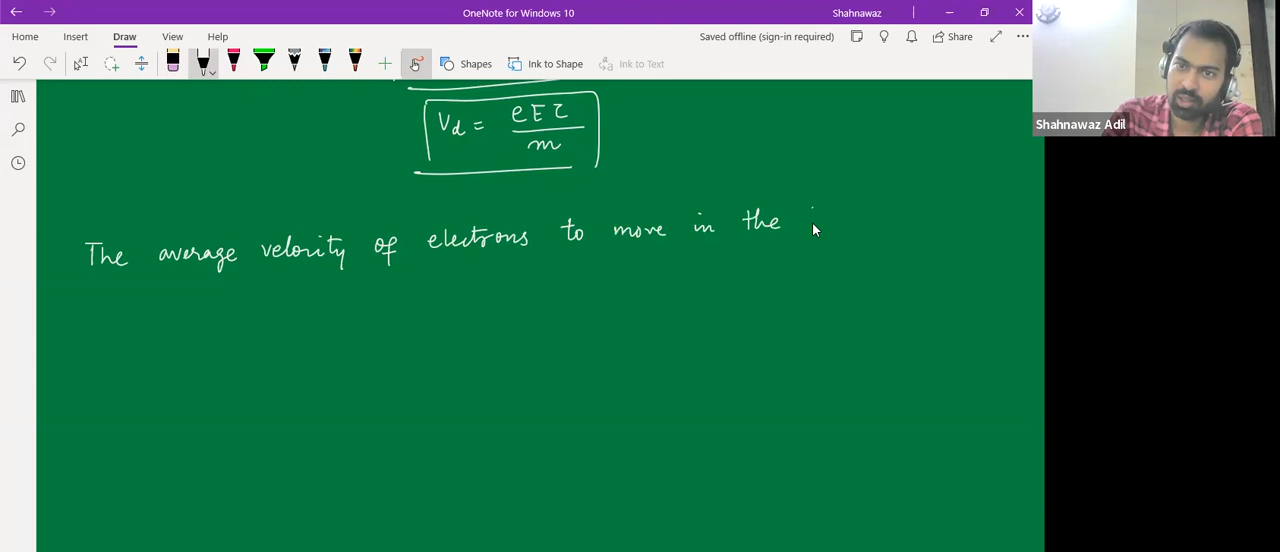 OneNote for Windows 10
Shahnawaz
Home Insert Draw View Help
Saved offline (sign-in required)
Share
Shapes Ink to Shape Ink to Text
Shahnawaz Adil
Vd = eEτ/m
The average velocity of electrons to move in the